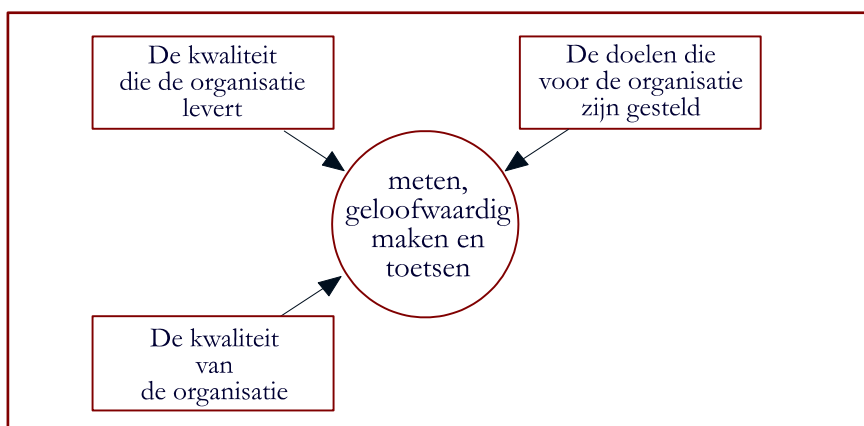 De kwaliteit
die de organisatie
levert
De doelen die
voor de organisatie
zijn gesteld
meten,
geloofwaardig
maken en
toetsen
De kwaliteit
van
de organisatie